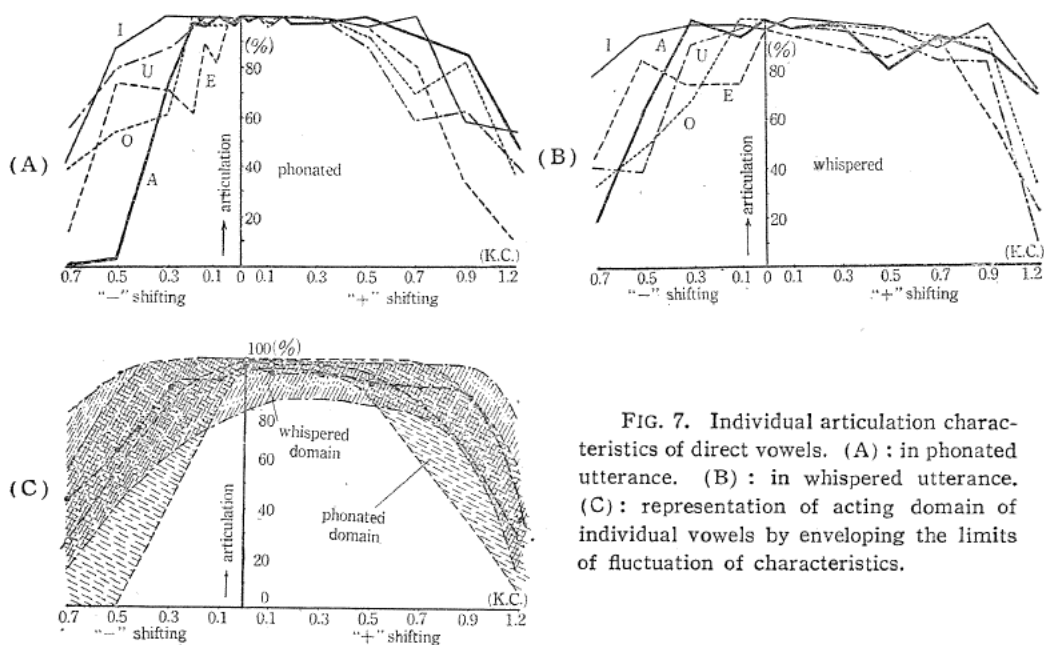 (A)
I
U
E
O
A
(%)
80
60
40
20
articulation
phonated
(K.C.)
0.7 0.5 0.3 0.1 0 0.1 0.3 0.5 0.7 0.9 1.2
"−" shifting "+" shifting
(B)
I
A
U
E
O
(%)
80
60
40
20
articulation
whispered
(K.C.)
0.7 0.5 0.3 0.1 0 0.1 0.3 0.5 0.7 0.9 1.2
"−" shifting "+" shifting
(C)
100(%)
80
60
40
20
0
whispered
domain
phonated
domain
articulation
(K.C.)
0.7 0.5 0.3 0.1 0.1 0.3 0.5 0.7 0.9 1.2
"−" shifting "+" shifting
FIG. 7. Individual articulation charac-
teristics of direct vowels. (A) : in phonated
utterance. (B) : in whispered utterance.
(C) : representation of acting domain of
individual vowels by enveloping the limits
of fluctuation of characteristics.